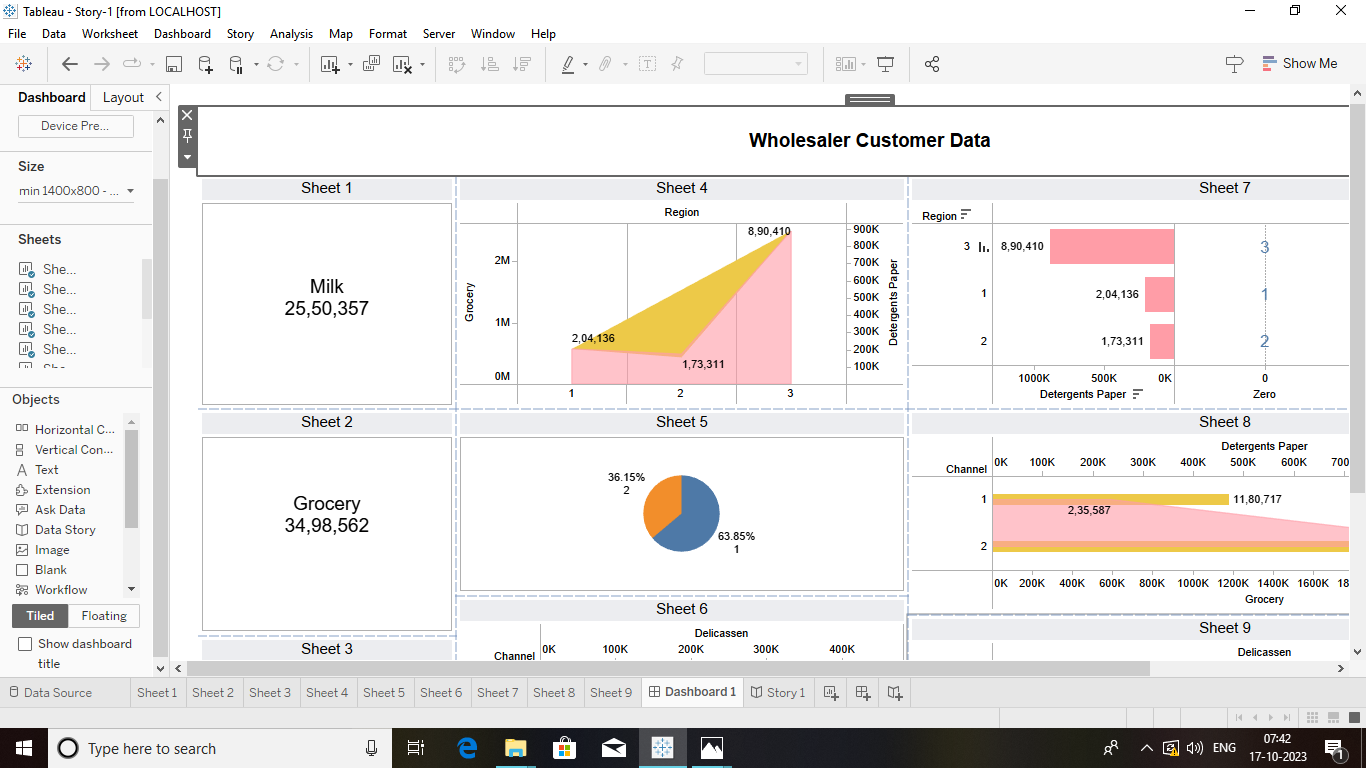 Tableau - Story-1 [from LOCALHOST]
File Data Worksheet Dashboard Story Analysis Map Format Server Window Help
Show Me
Dashboard Layout
Device Pre...
Size
min 1400x800 - ...
Sheets
She...
She...
She...
She...
She...
Objects
Horizontal C...
Vertical Con...
Text
Extension
Ask Data
Data Story
Image
Blank
Workflow
Tiled Floating
Show dashboard
title
Wholesaler Customer Data
Sheet 1
Milk
25,50,357
Sheet 2
Grocery
34,98,562
Sheet 3
Sheet 4
Region
Grocery
2M
1M
0M
8,90,410
2,04,136
1,73,311
1 2 3
900K
800K
700K
600K
500K
400K
300K
200K
100K
Detergents Paper
Sheet 5
36.15%
2
63.85%
1
Sheet 6
Delicassen
Channel 0K 100K 200K 300K 400K
Sheet 7
Region
3 8,90,410 3
1 2,04,136 1
2 1,73,311 2
1000K 500K 0K 0
Detergents Paper Zero
Sheet 8
Detergents Paper
Channel 0K 100K 200K 300K 400K 500K 600K 700
1 11,80,717
2,35,587
2
0K 200K 400K 600K 800K 1000K 1200K 1400K 1600K 18
Grocery
Sheet 9
Delicassen
Data Source Sheet 1 Sheet 2 Sheet 3 Sheet 4 Sheet 5 Sheet 6 Sheet 7 Sheet 8 Sheet 9 Dashboard 1 Story 1
Type here to search
ENG
07:42
17-10-2023
1